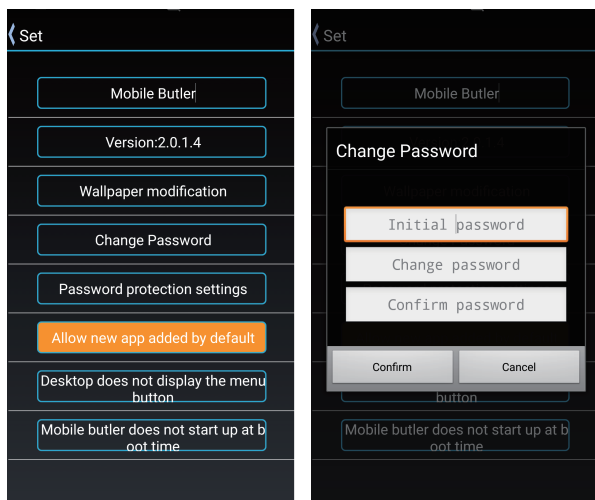 Set
Mobile Butler
Version:2.0.1.4
Wallpaper modification
Change Password
Password protection settings
Allow new app added by default
Desktop does not display the menu
button
Mobile butler does not start up at b
oot time
Set
Mobile Butler
Change Password
Initial password
Change password
Confirm password
Confirm
Cancel
button
Mobile butler does not start up at b
oot time